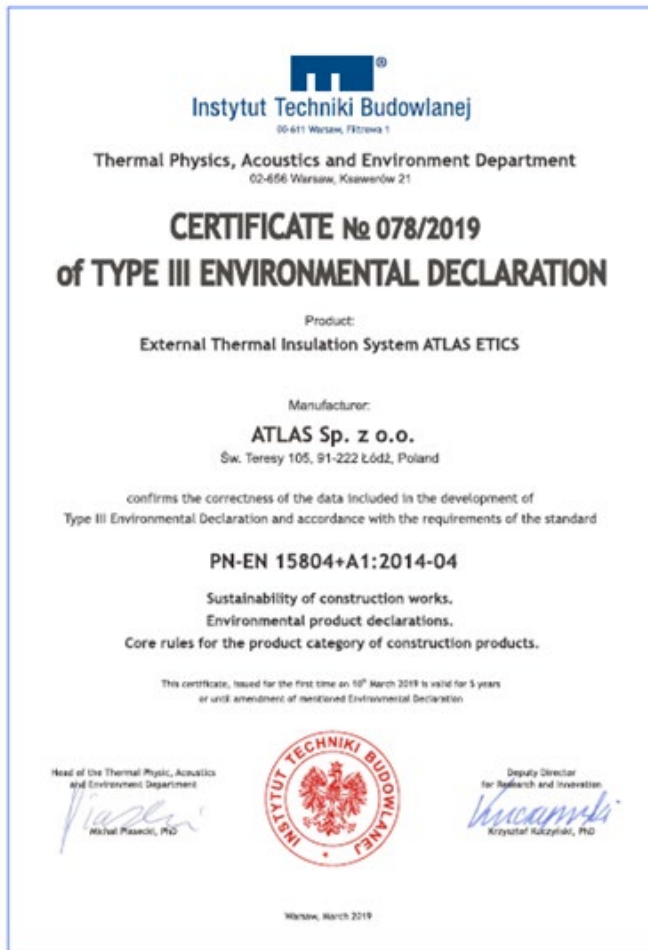 ®
Instytut Techniki Budowlanej
00-611 Warsaw, Filtrowa 1
Thermal Physics, Acoustics and Environment Department
02-656 Warsaw, Ksawerów 21
CERTIFICATE № 078/2019
of TYPE III ENVIRONMENTAL DECLARATION
Product:
External Thermal Insulation System ATLAS ETICS
Manufacturer:
ATLAS Sp. z o.o.
Św. Teresy 105, 91-222 Łódź, Poland
confirms the correctness of the data included in the development of
Type III Environmental Declaration and accordance with the requirements of the standard
PN-EN 15804+A1:2014-04
Sustainability of construction works.
Environmental product declarations.
Core rules for the product category of construction products.
This certificate, issued for the first time on 10th March 2019 is valid for 5 years
or until amendment of mentioned Environmental Declaration
Head of the Thermal Physic, Acoustics
and Environment Department
Michał Piasecki, PhD
INSTYTUT TECHNIKI BUDOWLANEJ
Deputy Director
for Research and Innovation
Krzysztof Kuczyński, PhD
Warsaw, March 2019